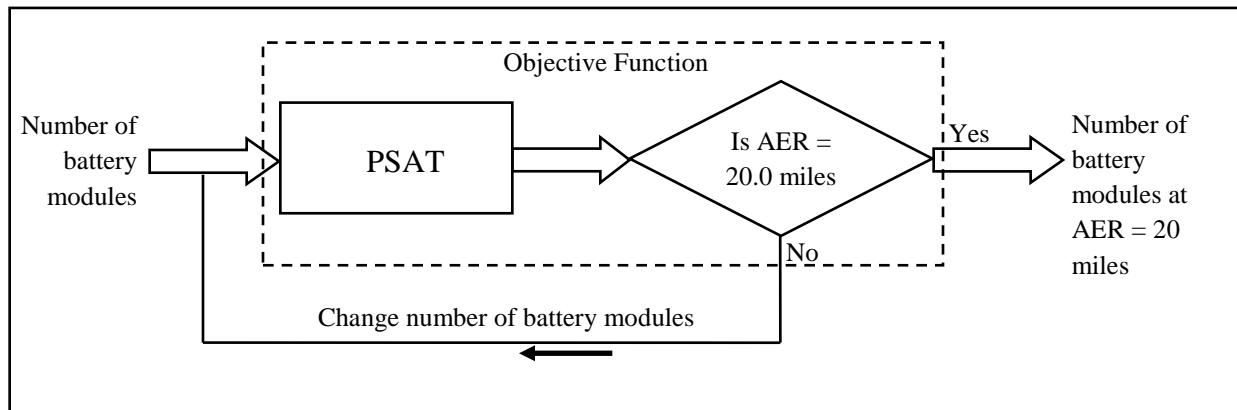 Objective Function
Number of
battery
modules
PSAT
Is AER =
20.0 miles
Yes
No
Number of
battery
modules at
AER = 20
miles
Change number of battery modules